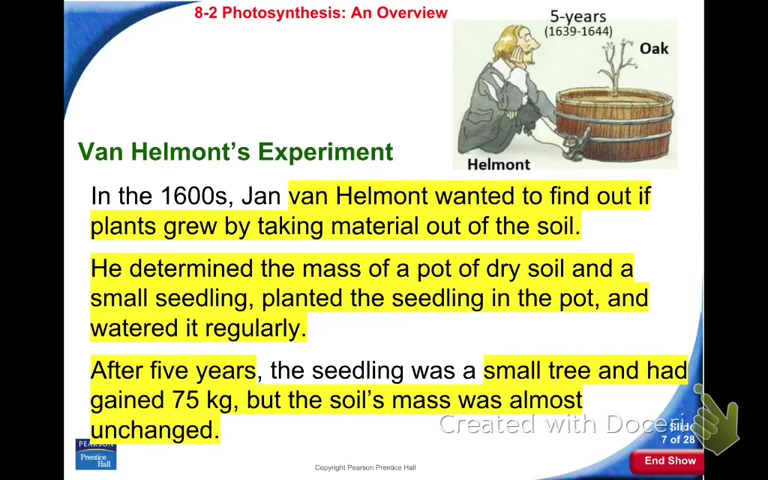 8-2 Photosynthesis: An Overview
5-years
(1639-1644)
Oak
Helmont
Van Helmont's Experiment
In the 1600s, Jan van Helmont wanted to find out if
plants grew by taking material out of the soil.
He determined the mass of a pot of dry soil and a
small seedling, planted the seedling in the pot, and
watered it regularly.
After five years, the seedling was a small tree and had
gained 75 kg, but the soil's mass was almost
unchanged.
Created with Doceri
Slide
7 of 28
End Show
PEARSON
Prentice
Hall
Copyright Pearson Prentice Hall